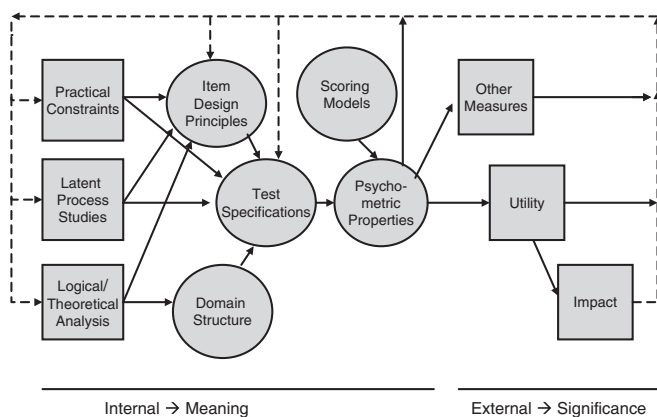 Practical
Constraints
Item
Design
Principles
Scoring
Models
Other
Measures
Latent
Process
Studies
Test
Specifications
Psycho-
metric
Properties
Utility
Logical/
Theoretical
Analysis
Domain
Structure
Impact
Internal → Meaning
External → Significance